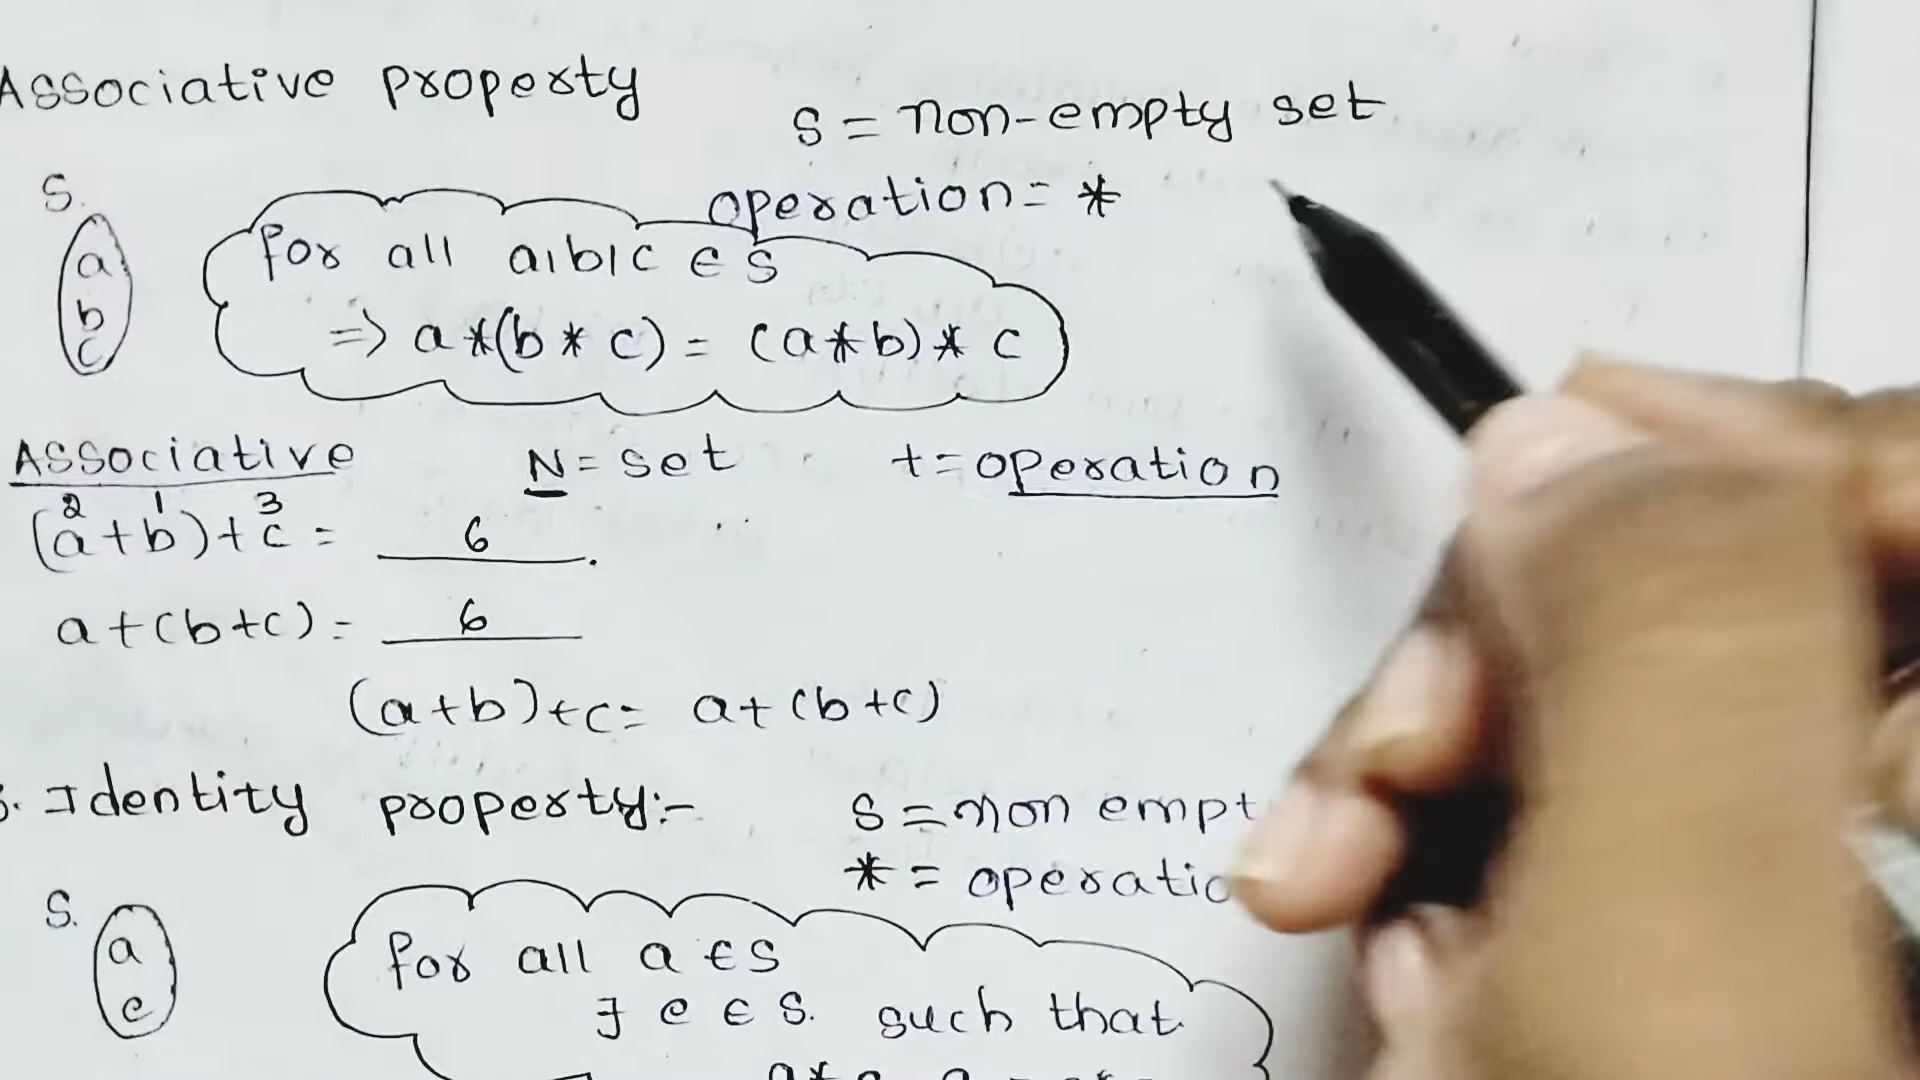 Associative property
S = non-empty set
operation = *
S.
a
b
c
for all a,b,c ∈ S
=> a*(b * c) = (a*b) * c
Associative
N = set
+ = operation
2 1 3
(a+b)+c = 6.
a+(b+c) = 6
(a+b)+c = a+(b+c)
3. Identity property:-
S = non empt
* = operatio
S.
a
e
for all a ∈ S
∃ e ∈ S. such that